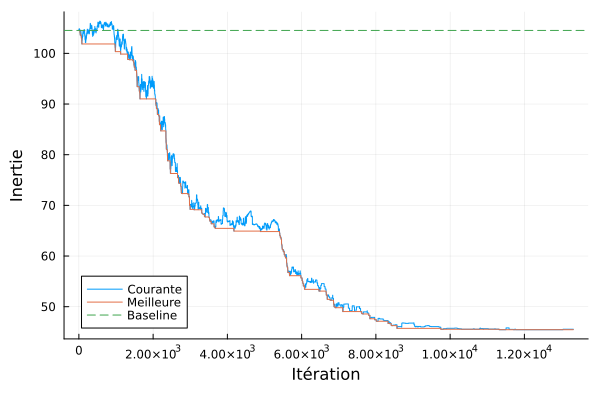 100
90
80
70
60
50
Inertie
Courante
Meilleure
Baseline
0 2.00×10³ 4.00×10³ 6.00×10³ 8.00×10³ 1.00×10⁴ 1.20×10⁴
Itération